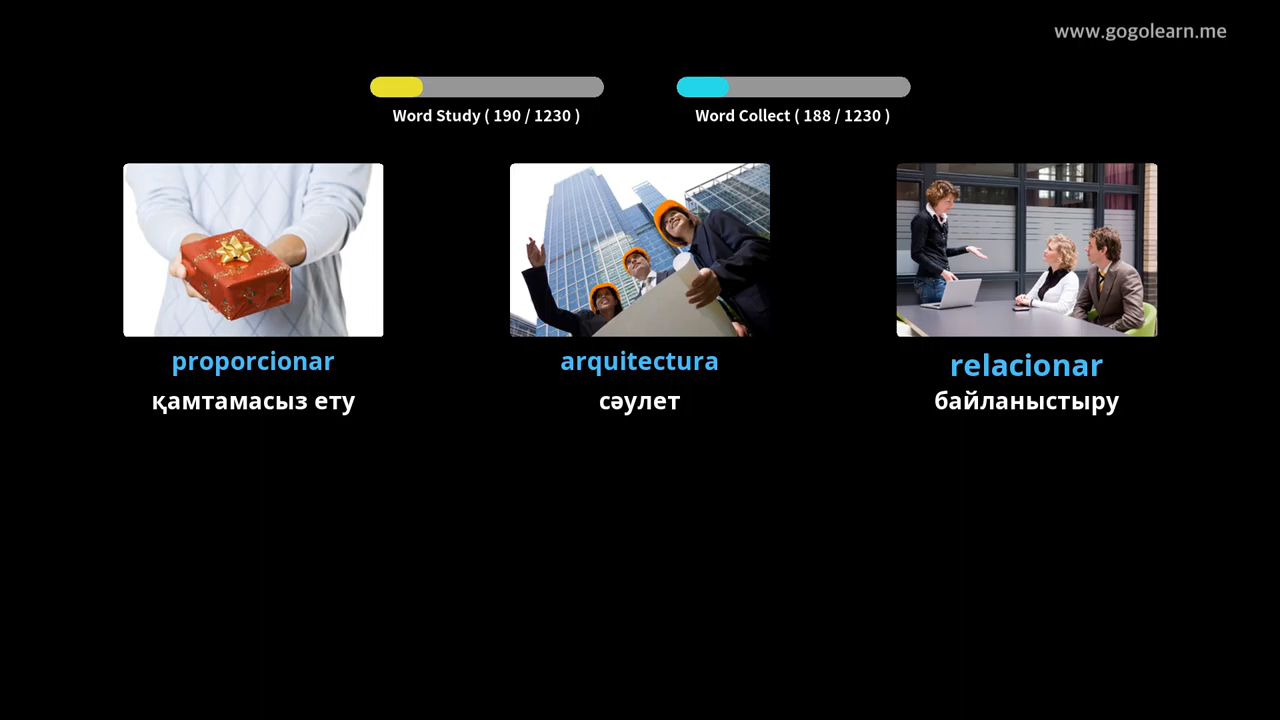 www.gogolearn.me
Word Study ( 190 / 1230 )
Word Collect ( 188 / 1230 )
proporcionar
қамтамасыз ету
arquitectura
сәулет
relacionar
байланыстыру